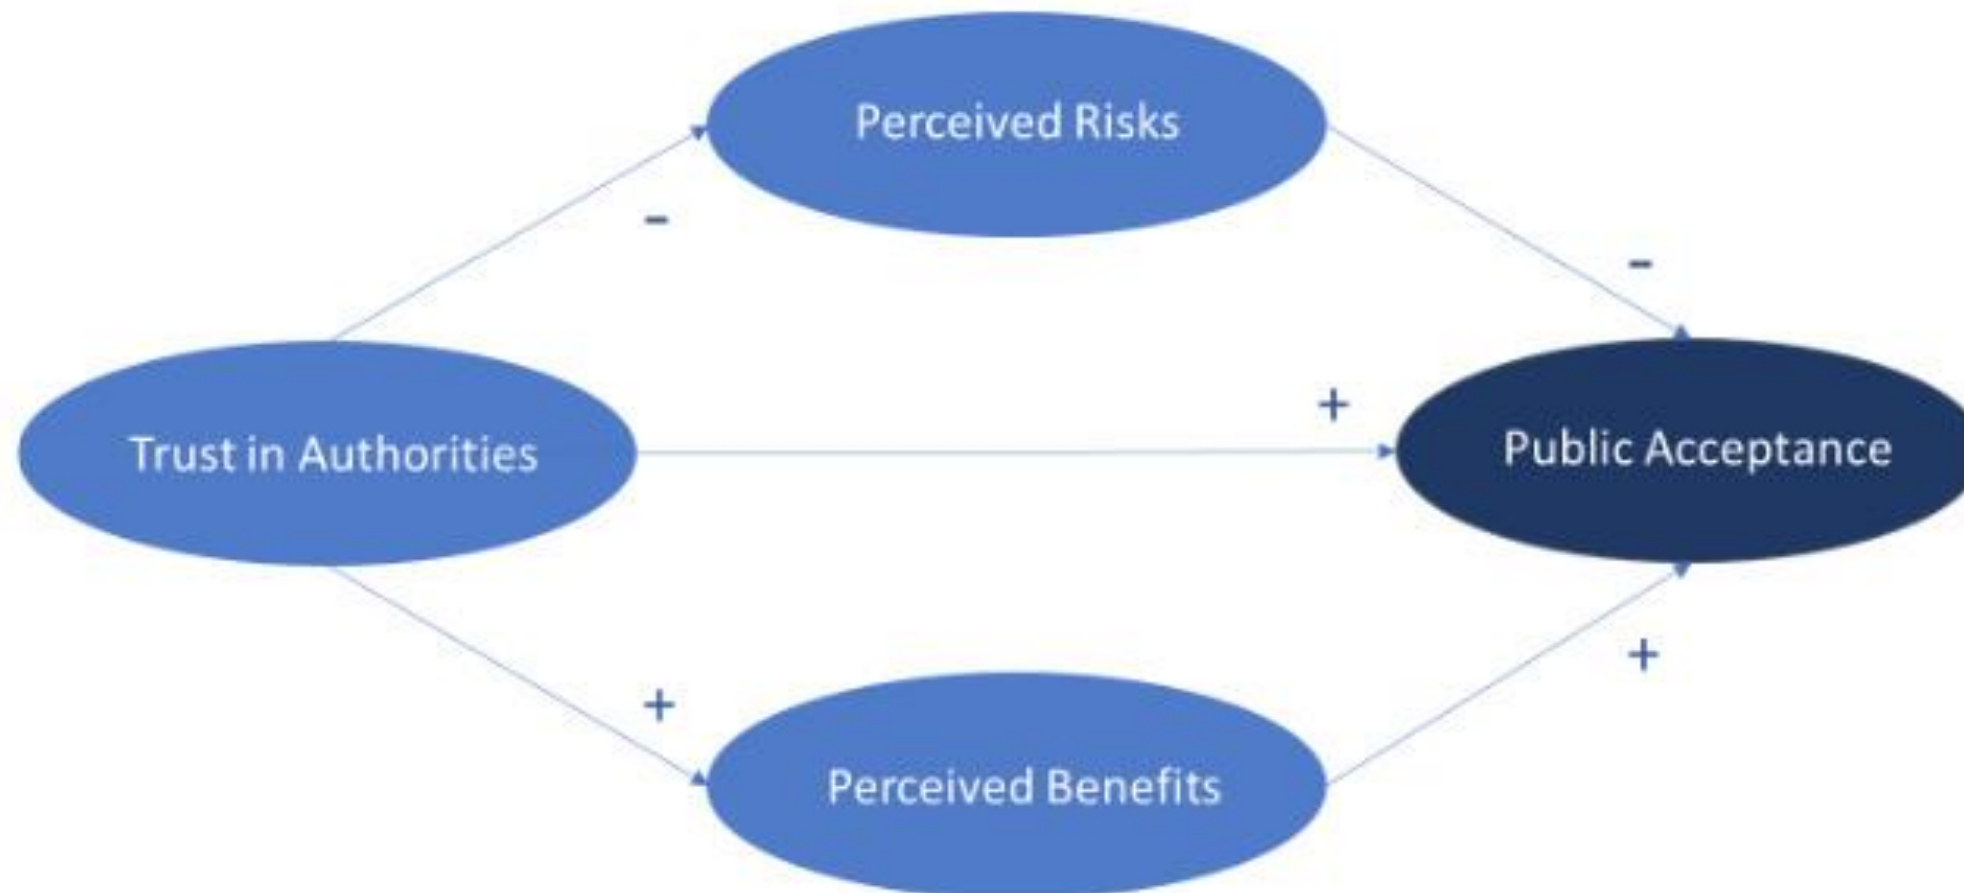 Perceived Risks
-
-
Trust in Authorities
+
Public Acceptance
+
+
Perceived Benefits